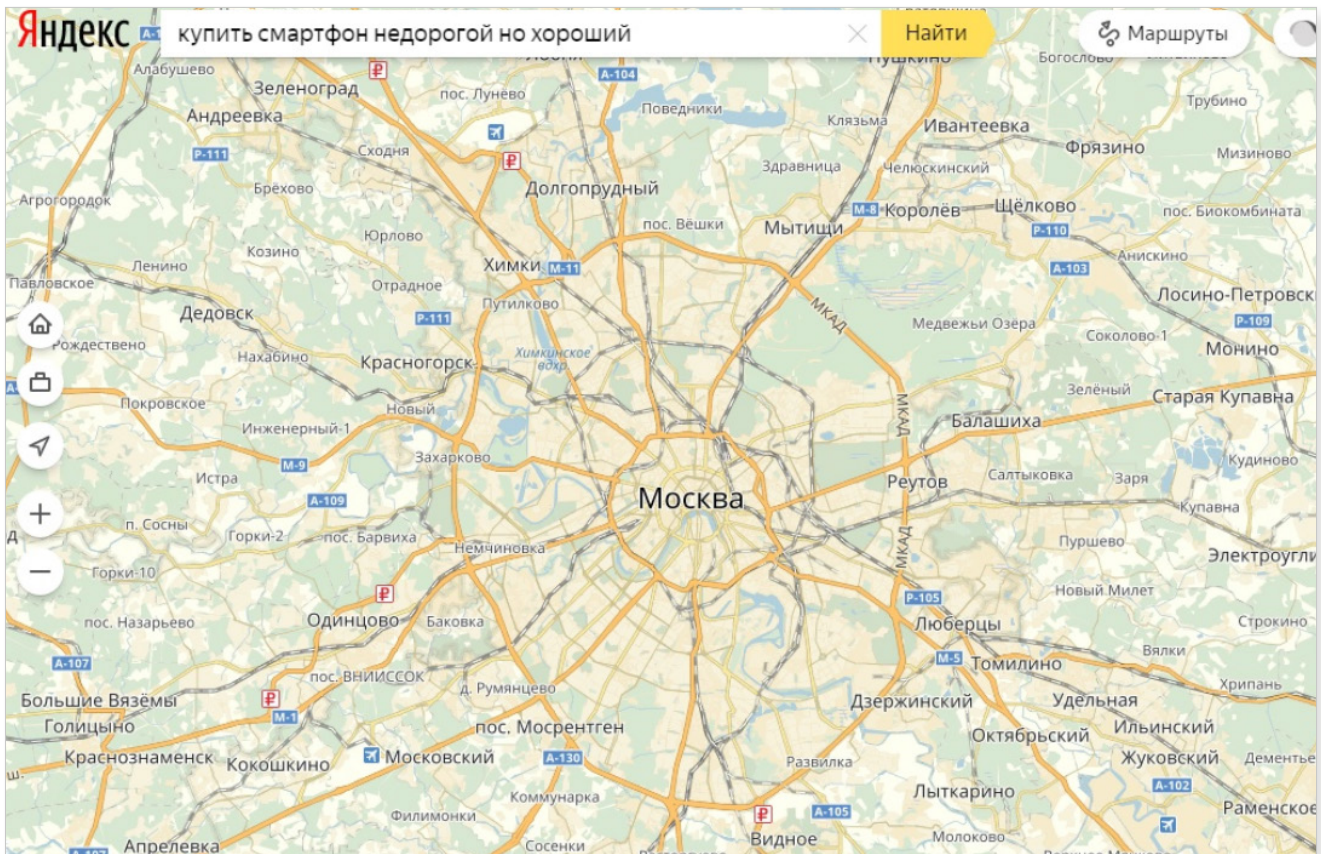 Яндекс
купить смартфон недорогой но хороший
Найти
Маршруты
Алабушево
Зеленоград
пос. Лунёво
А-104
Поведники
Богослово
Трубино
Андреевка
Клязьма
Ивантеевка
Р-111
Сходня
Фрязино
Мизиново
Здравница
Челюскинский
Брёхово
Долгопрудный
Агрогородок
М-8
Королёв
Щёлково
пос. Биокомбината
пос. Вёшки
Мытищи
Р-110
Юрлово
Козино
Анискино
Ленино
Химки
М-11
А-103
Павловское
Отрадное
Лосино-Петровск
Путилково
Дедовск
Р-111
МКАД
Медвежьи Озёра
Р-109
Рождествено
Соколово-1
Монино
Нахабино
Красногорск
Химкинское
вдхр.
Зелёный
Старая Купавна
Покровское
Новый
МКАД
Балашиха
Инженерный-1
Захарково
М-9
Кудиново
Истра
Салтыковка
Заря
Реутов
А-109
Москва
Купавна
п. Сосны
Горки-2
пос. Барвиха
Немчиновка
МКАД
Пуршево
Электроугли
Горки-10
Новый Милет
Р-105
пос. Назарьево
Одинцово
Баковка
Люберцы
Строкино
А-107
М-5
Томилино
Вялки
пос. ВНИИССОК
д. Румянцево
Хрипань
Большие Вязёмы
Дзержинский
Удельная
М-1
Голицыно
пос. Мосрентген
Октябрьский
Ильинский
Краснознаменск
Кокошкино
Московский
А-130
Развилка
Жуковский
Дементье
Лыткарино
А-102
Коммунарка
Раменское
Филимонки
А-105
Видное
Молоково
Апрелевка
Сосенки